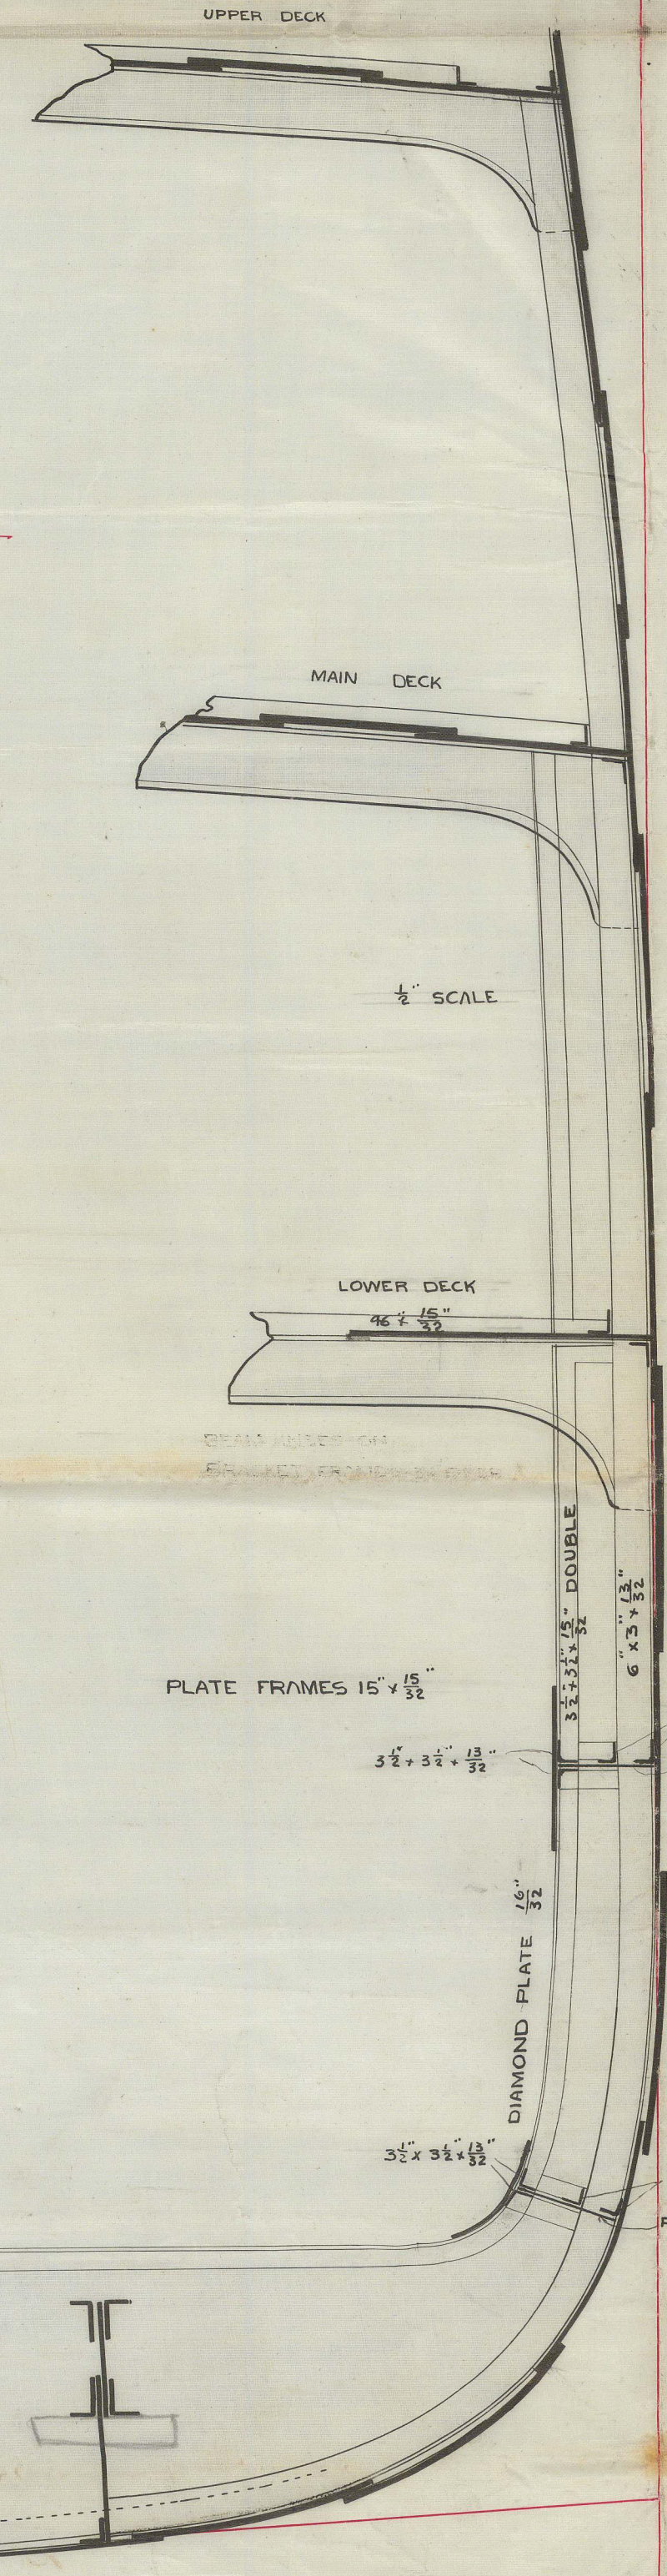 UPPER DECK
MAIN DECK
½" SCALE
LOWER DECK
46" × 15/32"
3½" × 3½" × 15/32" DOUBLE
6" × 3" × 13/32"
PLATE FRAMES 15" × 15/32"
3½" + 3½" + 13/32"
DIAMOND PLATE 16/32"
3½" × 3½" × 13/32"